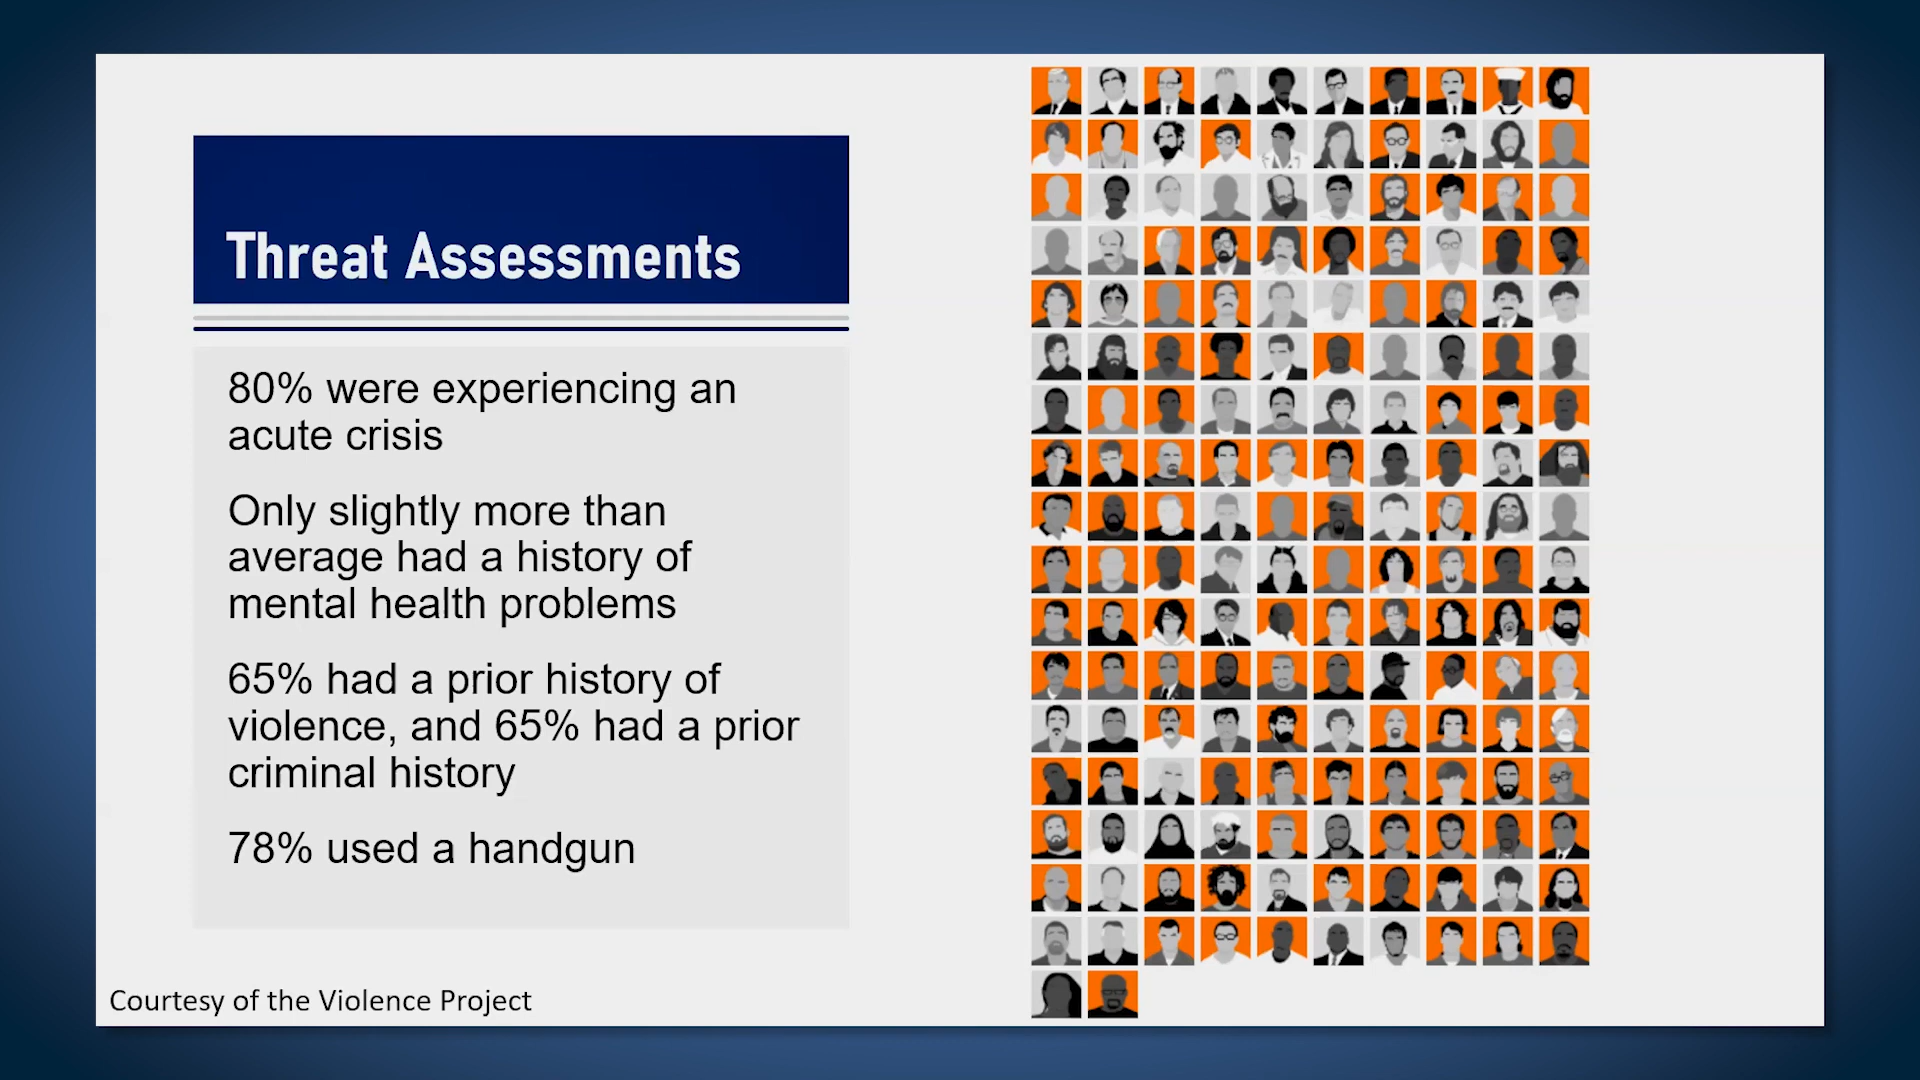 Threat Assessments
80% were experiencing an
acute crisis
Only slightly more than
average had a history of
mental health problems
65% had a prior history of
violence, and 65% had a prior
criminal history
78% used a handgun
Courtesy of the Violence Project